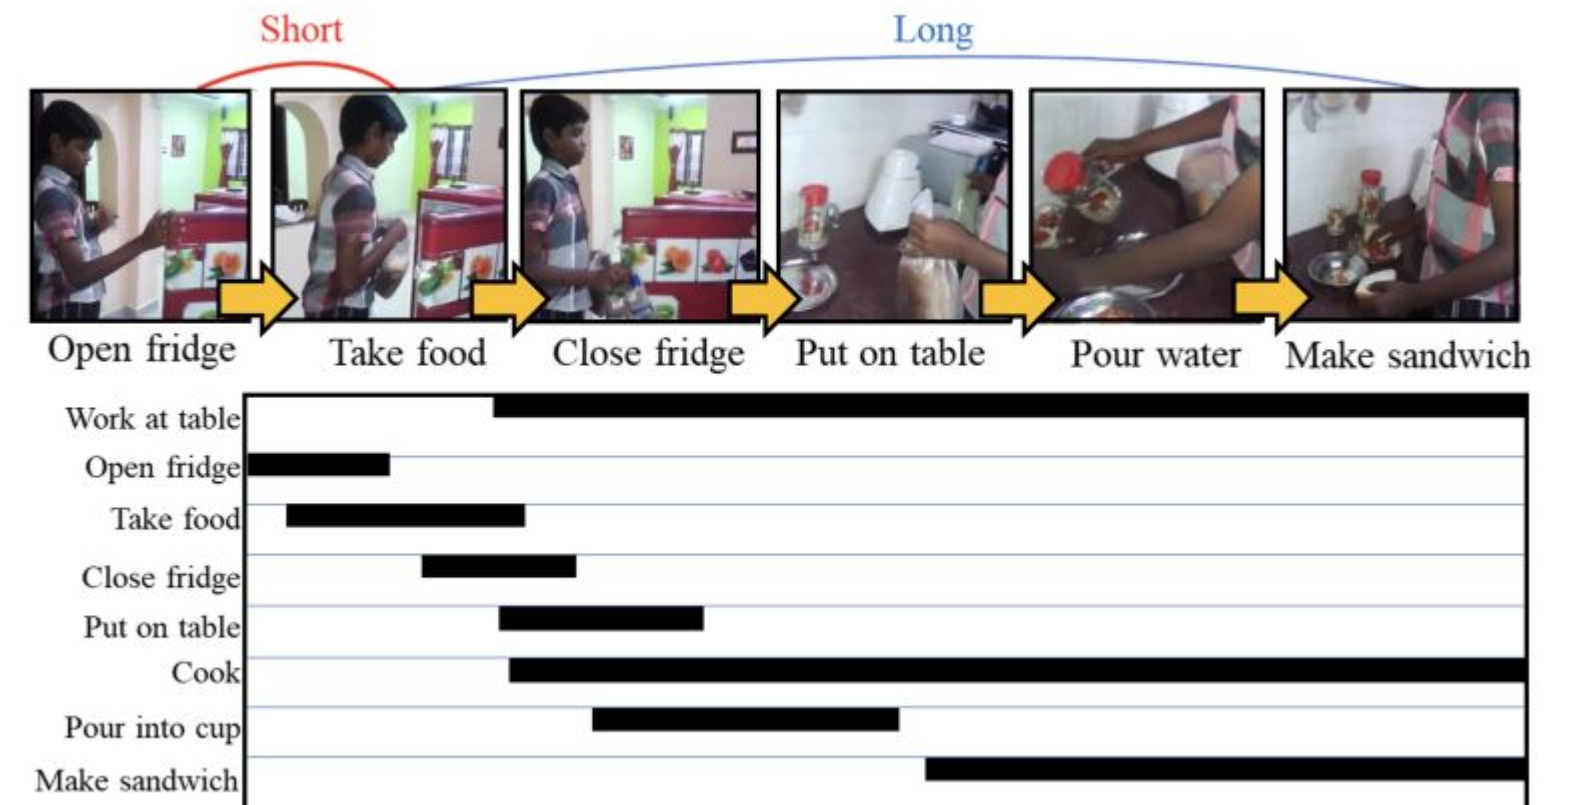 Short
Long
Open fridge
Take food
Close fridge
Put on table
Pour water
Make sandwich
Work at table
Open fridge
Take food
Close fridge
Put on table
Cook
Pour into cup
Make sandwich